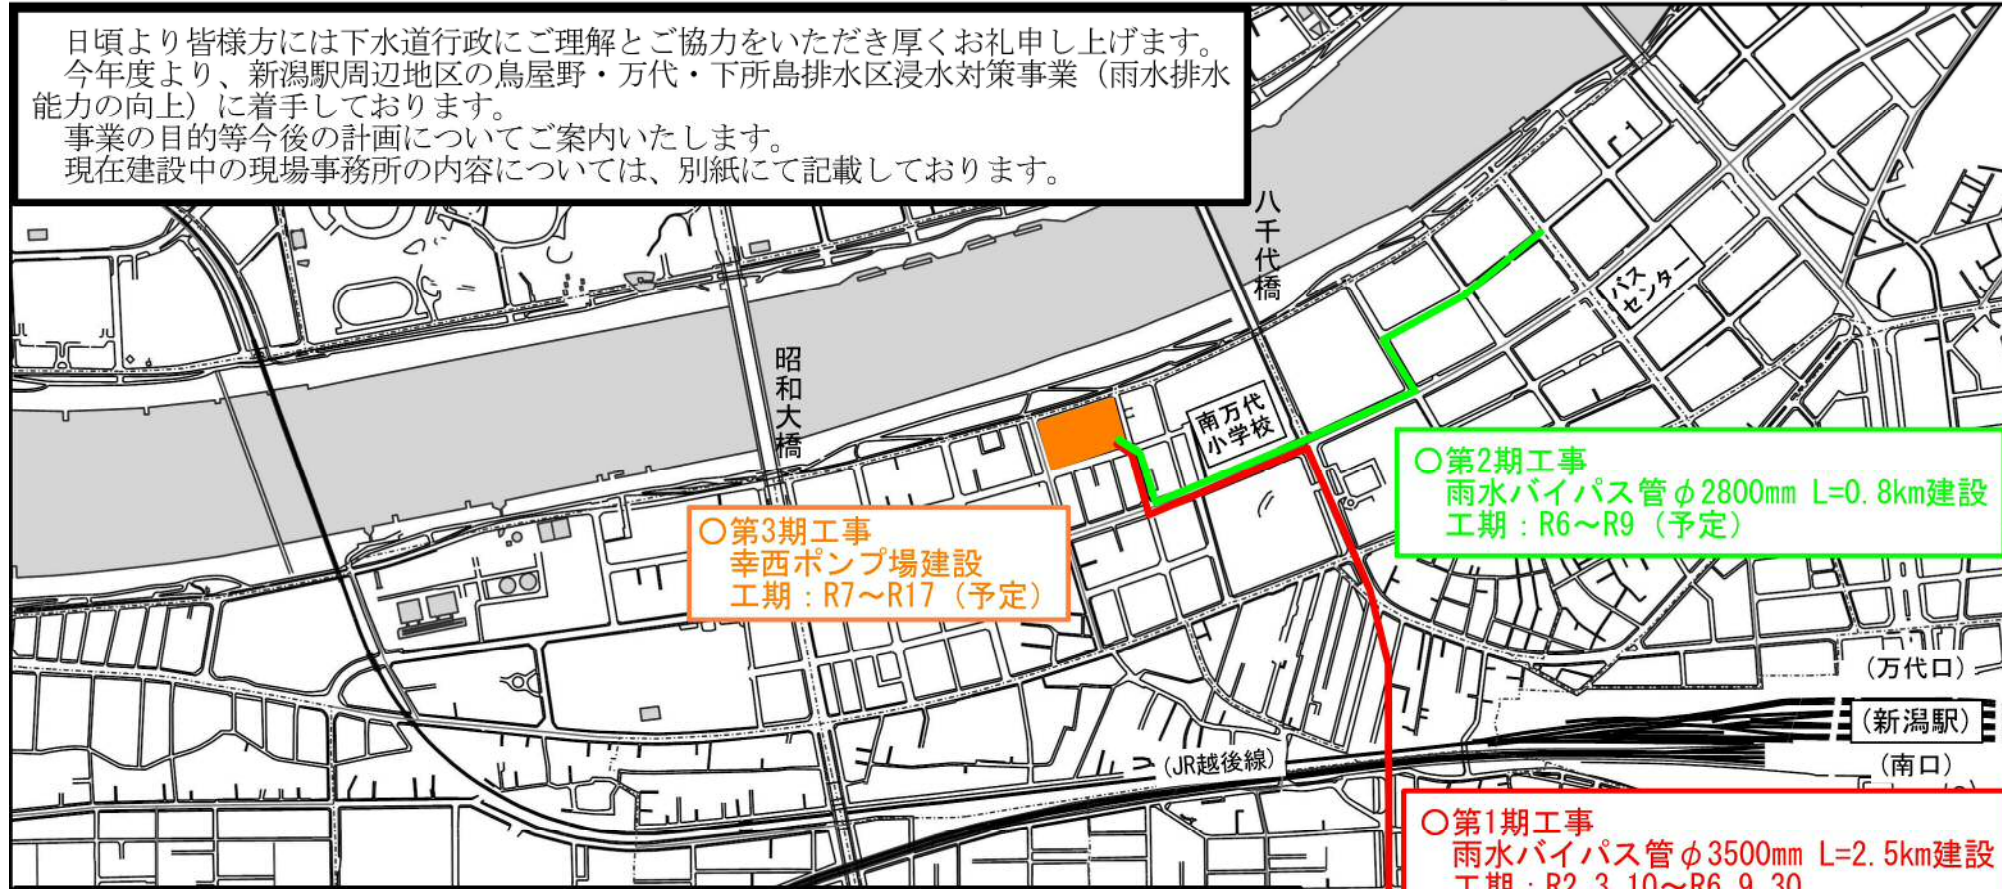 日頃より皆様方には下水道行政にご理解とご協力をいただき厚くお礼申し上げます。
今年度より、新潟駅周辺地区の鳥屋野・万代・下所島排水区浸水対策事業（雨水排水
能力の向上）に着手しております。
事業の目的等今後の計画についてご案内いたします。
現在建設中の現場事務所の内容については、別紙にて記載しております。
八千代橋
バス
センター
昭和大橋
南万代
小学校
〇第2期工事
雨水バイパス管φ2800mm L=0.8km建設
工期：R6～R9（予定）
〇第3期工事
幸西ポンプ場建設
工期：R7～R17（予定）
(万代口)
(新潟駅)
(JR越後線)
(南口)
〇第1期工事
雨水バイパス管φ3500mm L=2.5km建設
工期：R2.3.10～R6.9.30